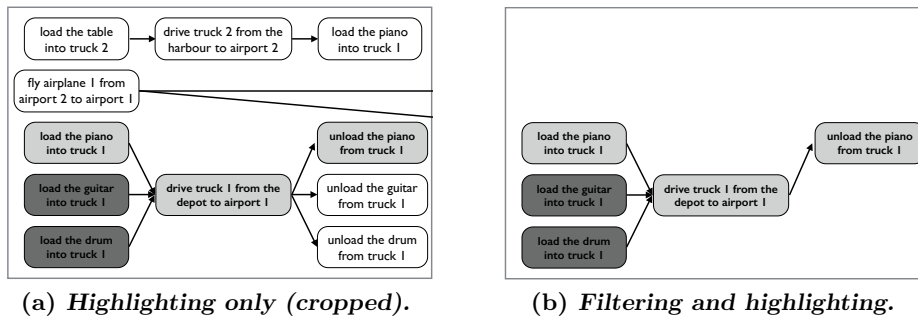 load the table
into truck 2
drive truck 2 from the
harbour to airport 2
load the piano
into truck 1
fly airplane 1 from
airport 2 to airport 1
load the piano
into truck 1
unload the piano
from truck 1
load the guitar
into truck 1
drive truck 1 from the
depot to airport 1
unload the guitar
from truck 1
load the drum
into truck 1
unload the drum
from truck 1
(a) Highlighting only (cropped).
load the piano
into truck 1
unload the piano
from truck 1
load the guitar
into truck 1
drive truck 1 from the
depot to airport 1
load the drum
into truck 1
(b) Filtering and highlighting.